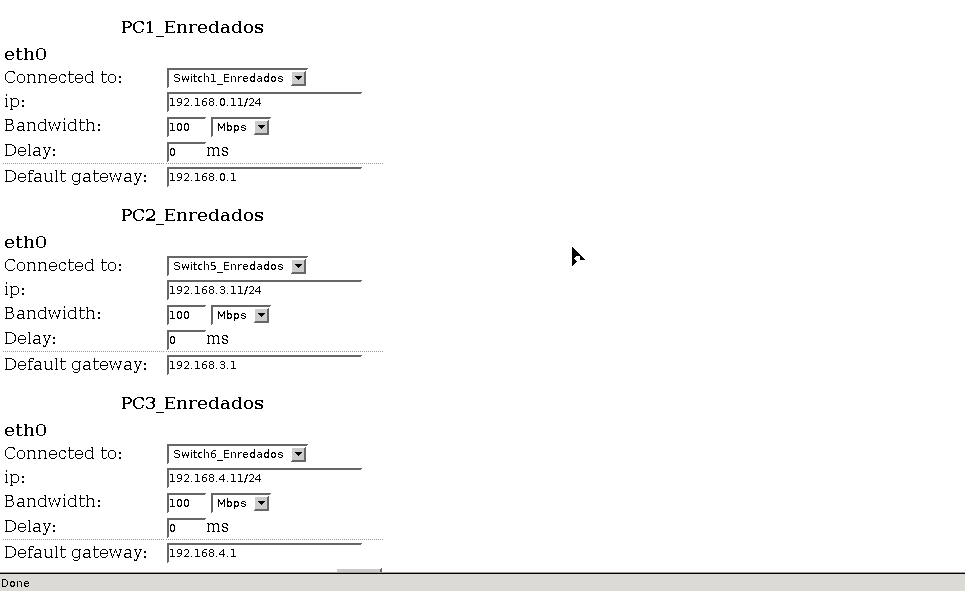 PC1_Enredados
eth0
Connected to: Switch1_Enredados
ip: 192.168.0.11/24
Bandwidth: 100 Mbps
Delay: 0 ms
Default gateway: 192.168.0.1
PC2_Enredados
eth0
Connected to: Switch5_Enredados
ip: 192.168.3.11/24
Bandwidth: 100 Mbps
Delay: 0 ms
Default gateway: 192.168.3.1
PC3_Enredados
eth0
Connected to: Switch6_Enredados
ip: 192.168.4.11/24
Bandwidth: 100 Mbps
Delay: 0 ms
Default gateway: 192.168.4.1
Done